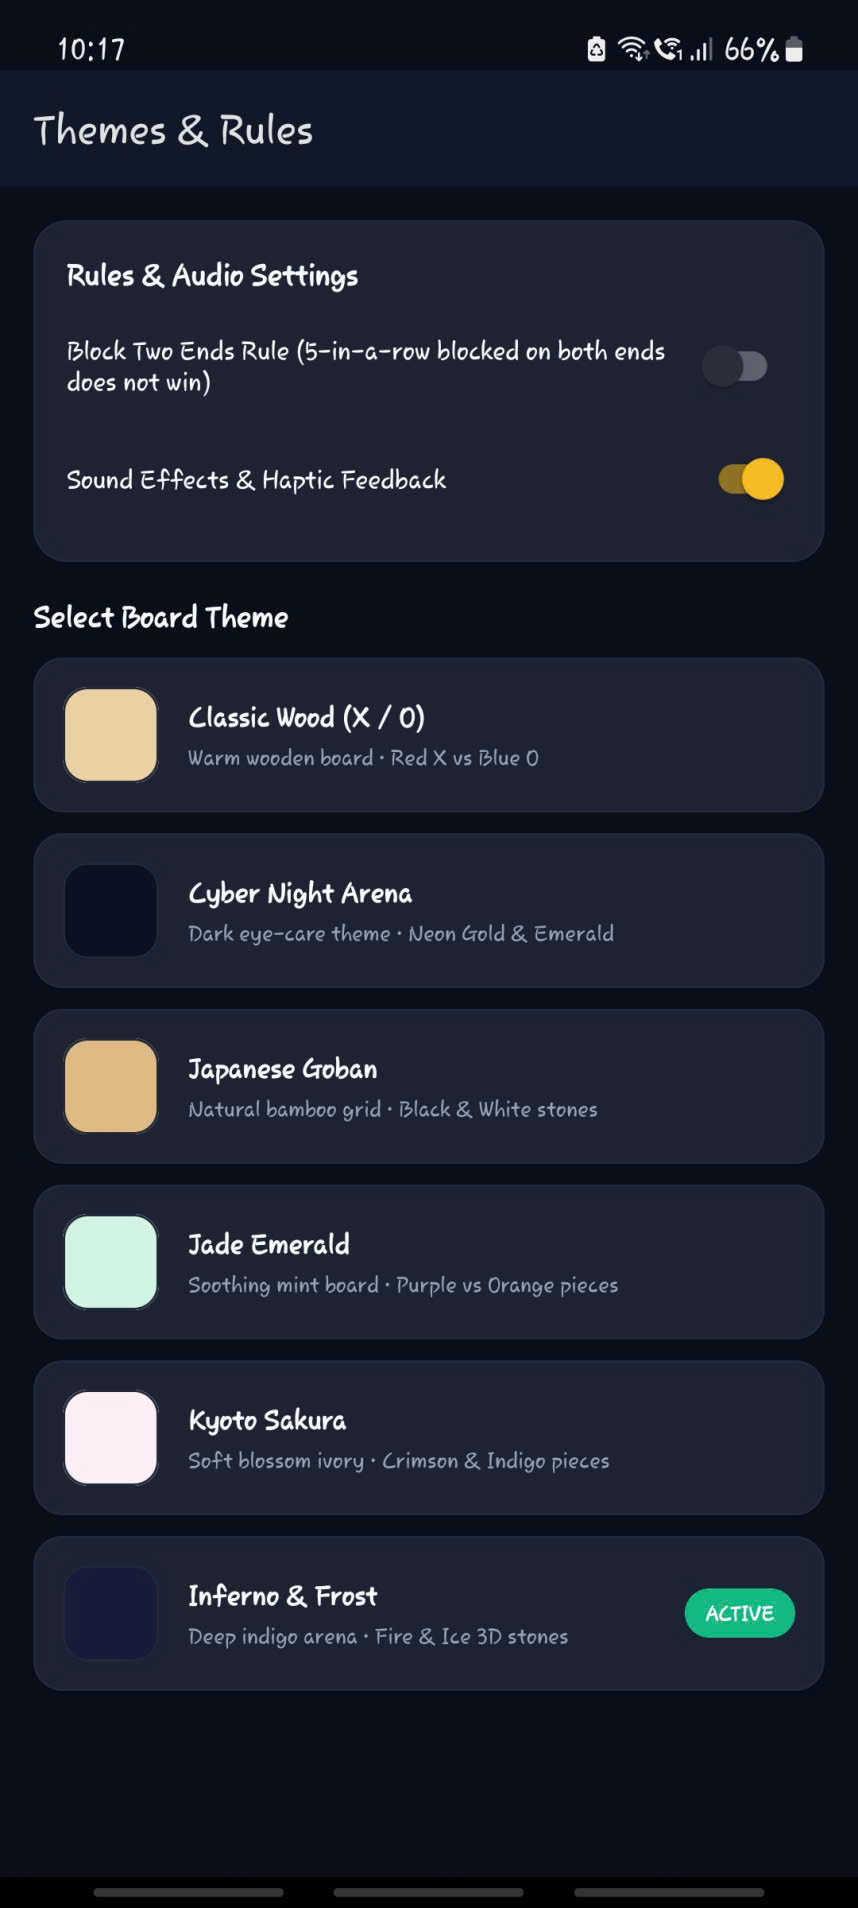 10:17
66%
Themes & Rules
Rules & Audio Settings
Block Two Ends Rule (5-in-a-row blocked on both ends
does not win)
Sound Effects & Haptic Feedback
Select Board Theme
Classic Wood (X / O)
Warm wooden board · Red X vs Blue O
Cyber Night Arena
Dark eye-care theme · Neon Gold & Emerald
Japanese Goban
Natural bamboo grid · Black & White stones
Jade Emerald
Soothing mint board · Purple vs Orange pieces
Kyoto Sakura
Soft blossom ivory · Crimson & Indigo pieces
Inferno & Frost
Deep indigo arena · Fire & Ice 3D stones
ACTIVE